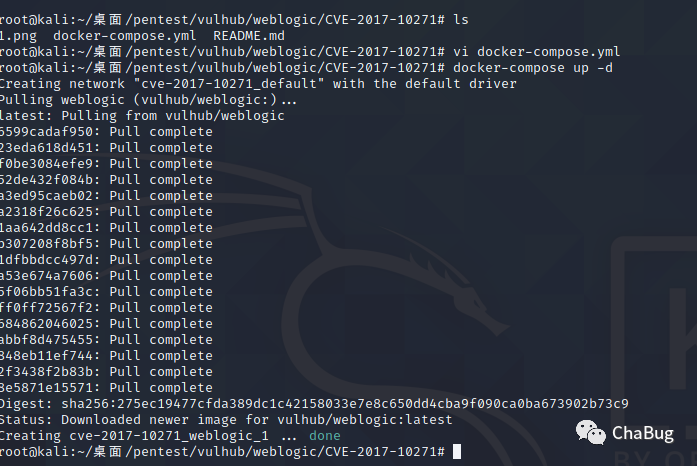 root@kali:~/桌面/pentest/vulhub/weblogic/CVE-2017-10271# ls
1.png  docker-compose.yml  README.md
root@kali:~/桌面/pentest/vulhub/weblogic/CVE-2017-10271# vi docker-compose.yml
root@kali:~/桌面/pentest/vulhub/weblogic/CVE-2017-10271# docker-compose up -d
Creating network "cve-2017-10271_default" with the default driver
Pulling weblogic (vulhub/weblogic:)...
latest: Pulling from vulhub/weblogic
6599cadaf950: Pull complete
23eda618d451: Pull complete
f0be3084efe9: Pull complete
52de432f084b: Pull complete
a3ed95caeb02: Pull complete
a2318f26c625: Pull complete
1aa642dd8cc1: Pull complete
b307208f8bf5: Pull complete
1dfbbdcc497d: Pull complete
a53e674a7606: Pull complete
5f06bb51fa3c: Pull complete
ff0ff72567f2: Pull complete
684862046025: Pull complete
abbf8d475455: Pull complete
848eb11ef744: Pull complete
2f3438f2b83b: Pull complete
8e5871e15571: Pull complete
Digest: sha256:275ec19477cfda389dc1c42158033e7e8c650dd4cba9f090ca0ba673902b73c9
Status: Downloaded newer image for vulhub/weblogic:latest
Creating cve-2017-10271_weblogic_1 ... done
root@kali:~/桌面/pentest/vulhub/weblogic/CVE-2017-10271#
ChaBug